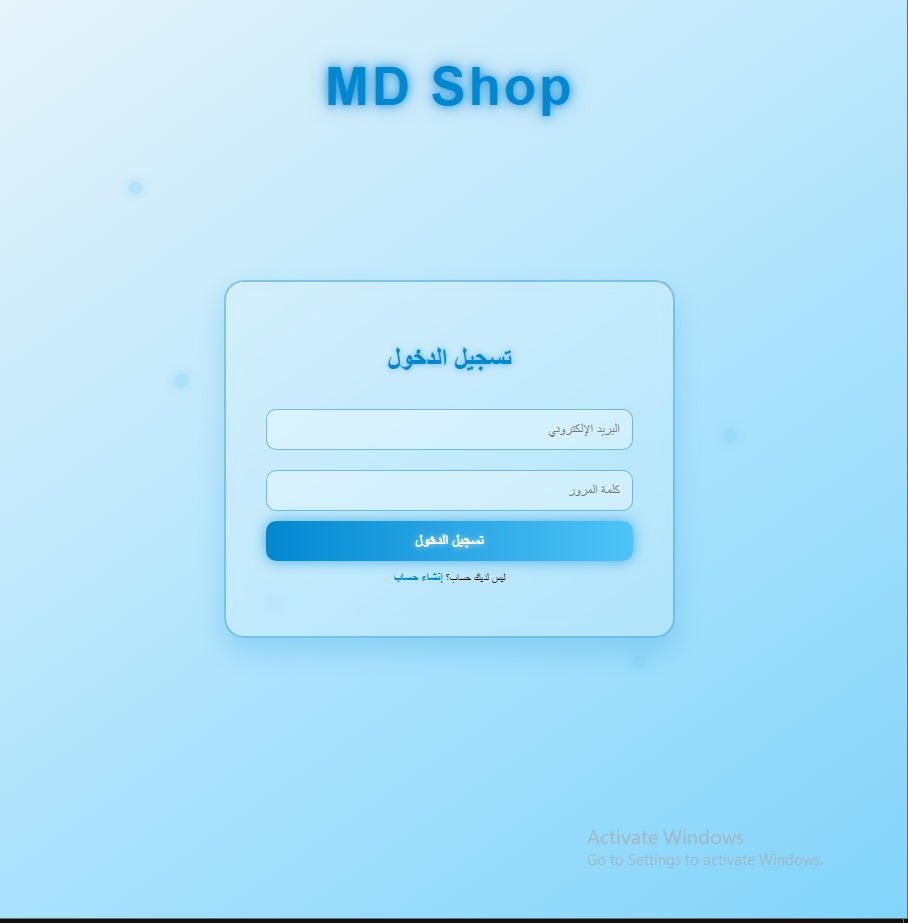 MD Shop
تسجيل الدخول
البريد الإلكتروني
كلمة المرور
تسجيل الدخول
ليس لديك حساب؟ إنشاء حساب
Activate Windows
Go to Settings to activate Windows.